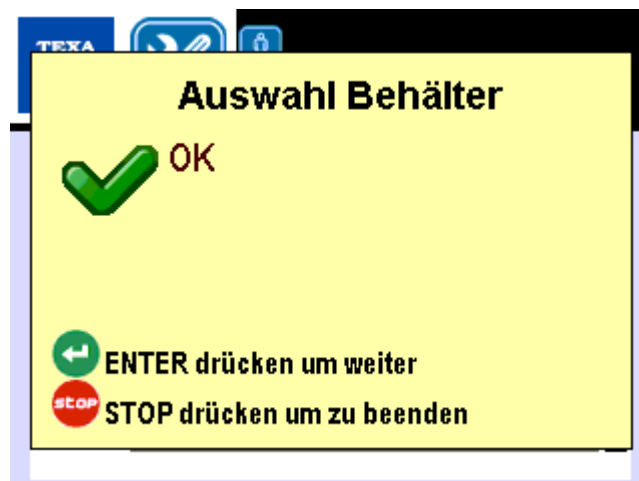 TEXA
Auswahl Behälter
OK
ENTER drücken um weiter
stop STOP drücken um zu beenden